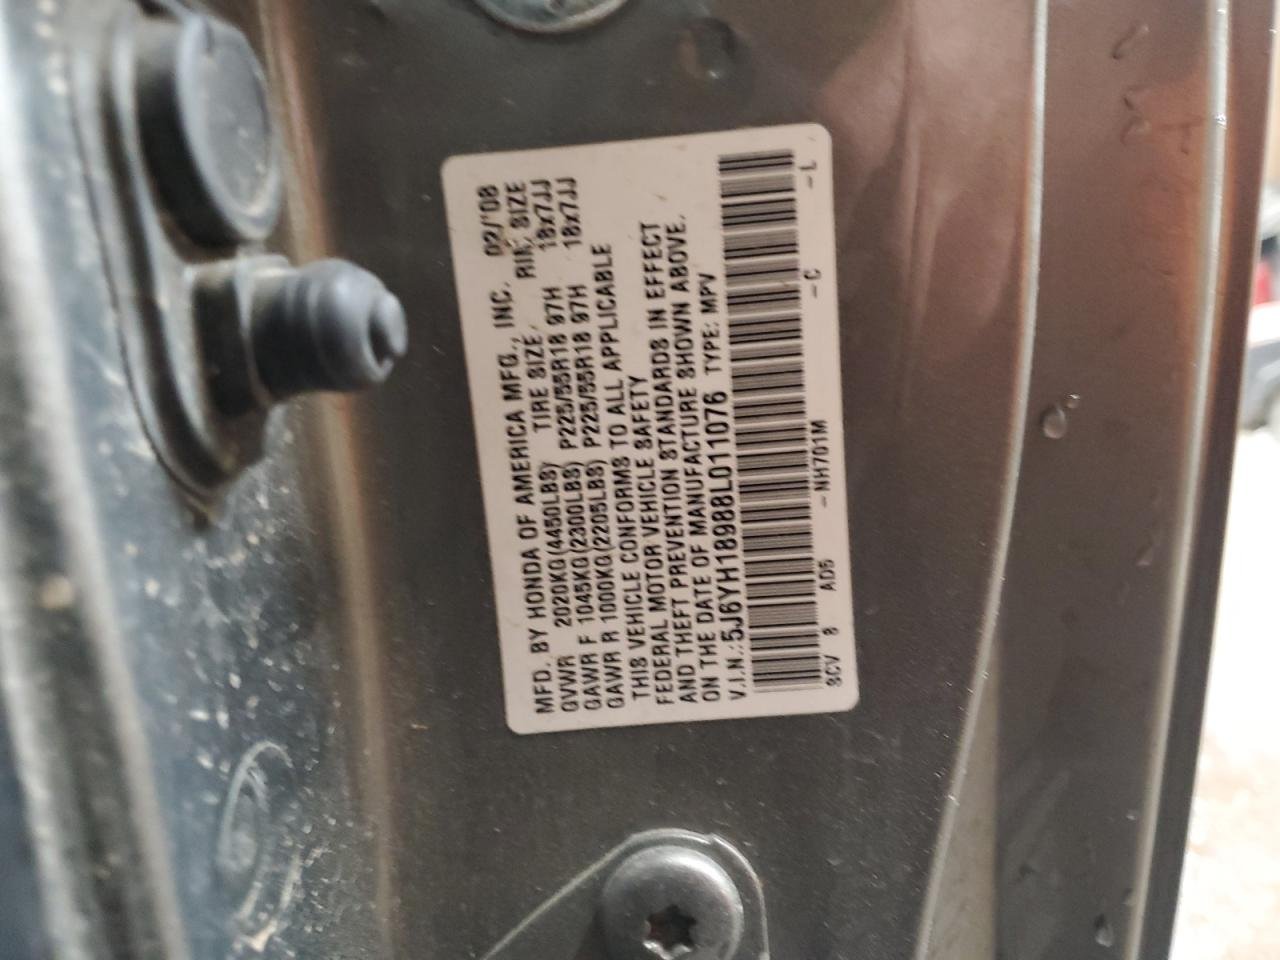 MFD. BY HONDA OF AMERICA MFG., INC. 02/'08
GVWR 2020KG(4450LBS) TIRE SIZE RIM SIZE
GAWR F 1045KG(2300LBS) P225/55R18 97H 18x7JJ
GAWR R 1000KG(2205LBS) P225/55R18 97H 18x7JJ
THIS VEHICLE CONFORMS TO ALL APPLICABLE
FEDERAL MOTOR VEHICLE SAFETY
AND THEFT PREVENTION STANDARDS IN EFFECT
ON THE DATE OF MANUFACTURE SHOWN ABOVE.
V.I.N.:5J6YH18988L011076 TYPE: MPV
SCV 8 AD5 -NH701M -C -L